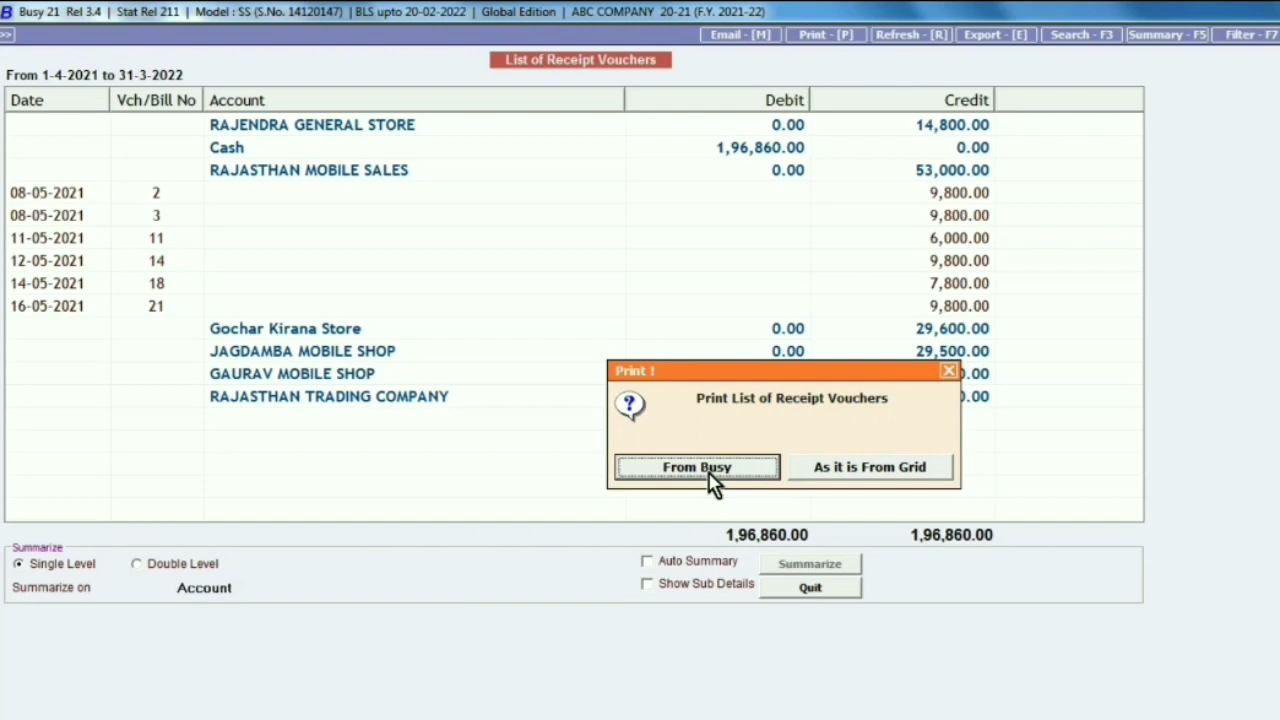 B Busy 21 Rel 3.4 | Stat Rel 211 | Model : SS (S.No. 14120147) | BLS upto 20-02-2022 | Global Edition | ABC COMPANY 20-21 (F.Y. 2021-22)
>> Email - [M] Print - [P] Refresh - [R] Export - [E] Search - F3 Summary - F5 Filter - F7
List of Receipt Vouchers
From 1-4-2021 to 31-3-2022
Date Vch/Bill No Account Debit Credit
RAJENDRA GENERAL STORE 0.00 14,800.00
Cash 1,96,860.00 0.00
RAJASTHAN MOBILE SALES 0.00 53,000.00
08-05-2021 2 9,800.00
08-05-2021 3 9,800.00
11-05-2021 11 6,000.00
12-05-2021 14 9,800.00
14-05-2021 18 7,800.00
16-05-2021 21 9,800.00
Gochar Kirana Store 0.00 29,600.00
JAGDAMBA MOBILE SHOP 0.00 29,500.00
GAURAV MOBILE SHOP
RAJASTHAN TRADING COMPANY
Print !
Print List of Receipt Vouchers
From Busy As it is From Grid
1,96,860.00 1,96,860.00
Summarize
Single Level Double Level Auto Summary Summarize
Summarize on Account Show Sub Details Quit